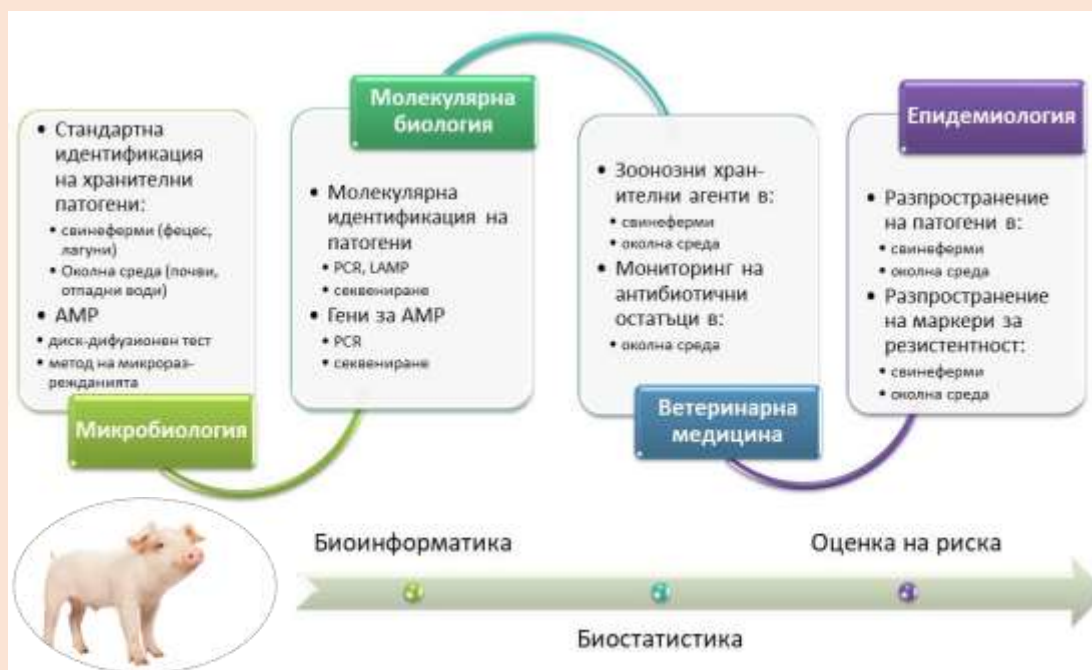 • Стандартна
идентификация
на хранителни
патогени:
• свинеферми (фецес,
лагуни)
• Околна среда (почви,
отпадни води)
• АМР
• диск-дифузионен тест
• метод на микрораз-
режданията
Микробиология
Молекулярна
биология
• Молекулярна
идентификация на
патогени
• PCR, LAMP
• секвениране
• Гени за АМР
• PCR
• секвениране
• Зоонозни хран-
ителни агенти в:
• свинеферми
• околна среда
• Мониторинг на
антибиотични
остатъци в:
• околна среда
Ветеринарна
медицина
Епидемиология
• Разпространение
на патогени в:
• свинеферми
• околна среда
• Разпространение
на маркери за
резистентност:
• свинеферми
• околна среда
Биоинформатика
Оценка на риска
Биостатистика